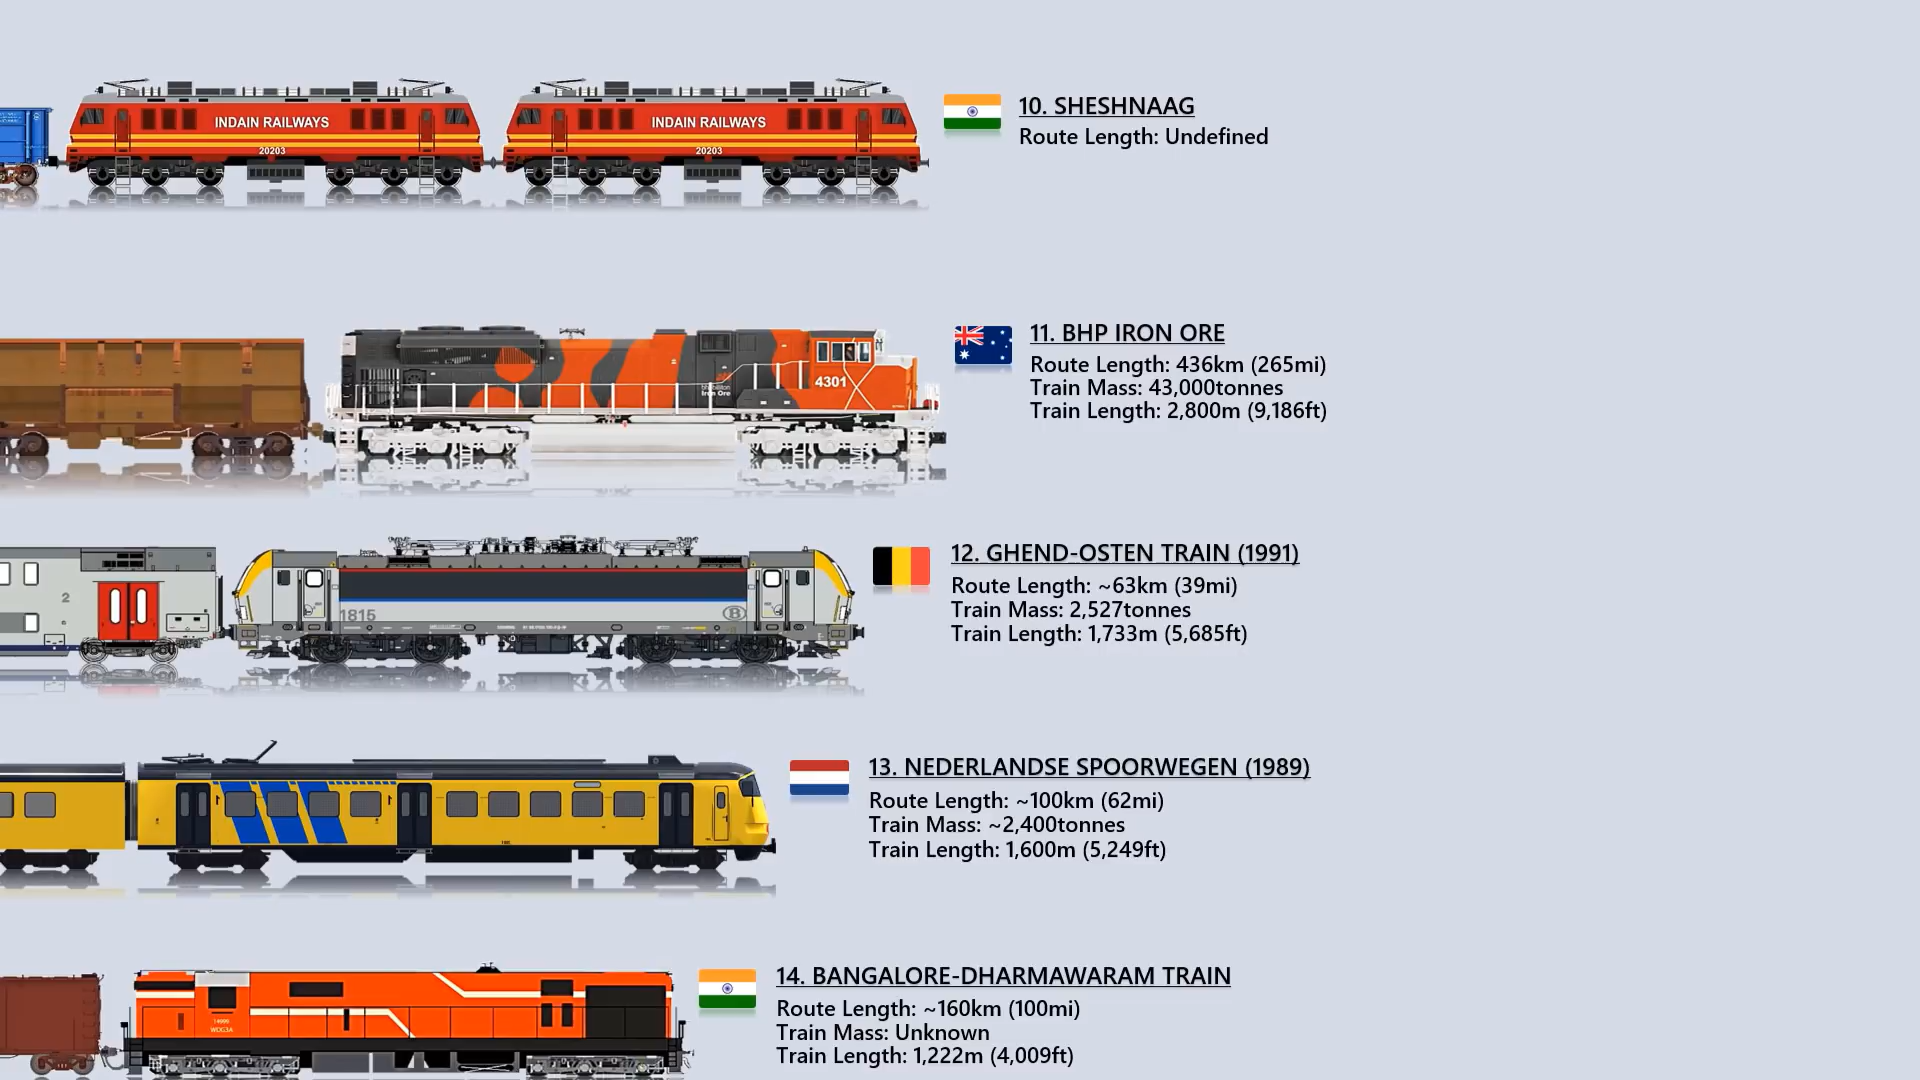 INDAIN RAILWAYS
20203
INDAIN RAILWAYS
20203
10. SHESHNAAG
Route Length: Undefined
4301
Iron Ore
11. BHP IRON ORE
Route Length: 436km (265mi)
Train Mass: 43,000tonnes
Train Length: 2,800m (9,186ft)
2
1815
B
12. GHEND-OSTEN TRAIN (1991)
Route Length: ~63km (39mi)
Train Mass: 2,527tonnes
Train Length: 1,733m (5,685ft)
13. NEDERLANDSE SPOORWEGEN (1989)
Route Length: ~100km (62mi)
Train Mass: ~2,400tonnes
Train Length: 1,600m (5,249ft)
WDG3A
14. BANGALORE-DHARMAWARAM TRAIN
Route Length: ~160km (100mi)
Train Mass: Unknown
Train Length: 1,222m (4,009ft)